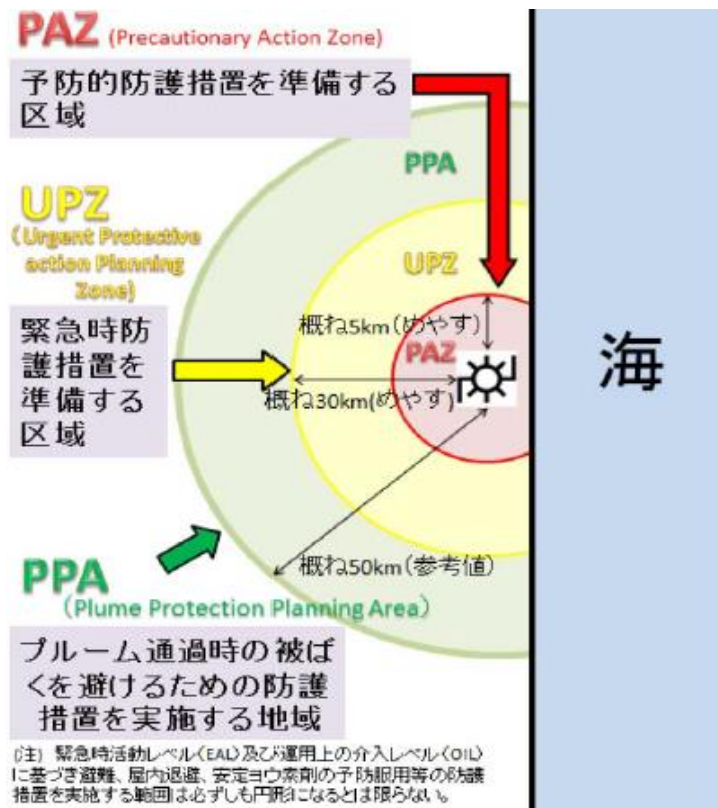 PAZ (Precautionary Action Zone)
予防的防護措置を準備する
区域
PPA
UPZ
(Urgent Protective
action Planning
Zone)
UPZ
緊急時防
護措置を
準備する
区域
概ね5km(めやす)
PAZ
概ね30km(めやす)
海
概ね50km(参考値)
PPA
(Plume Protection Planning Area)
プルーム通過時の被ば
くを避けるための防護
措置を実施する地域
(注) 緊急時活動レベル(EAL)及び運用上の介入レベル(OIL)
に基づき避難、屋内退避、安定ヨウ素剤の予防服用等の防護
措置を実施する範囲は必ずしも円形になるとは限らない。